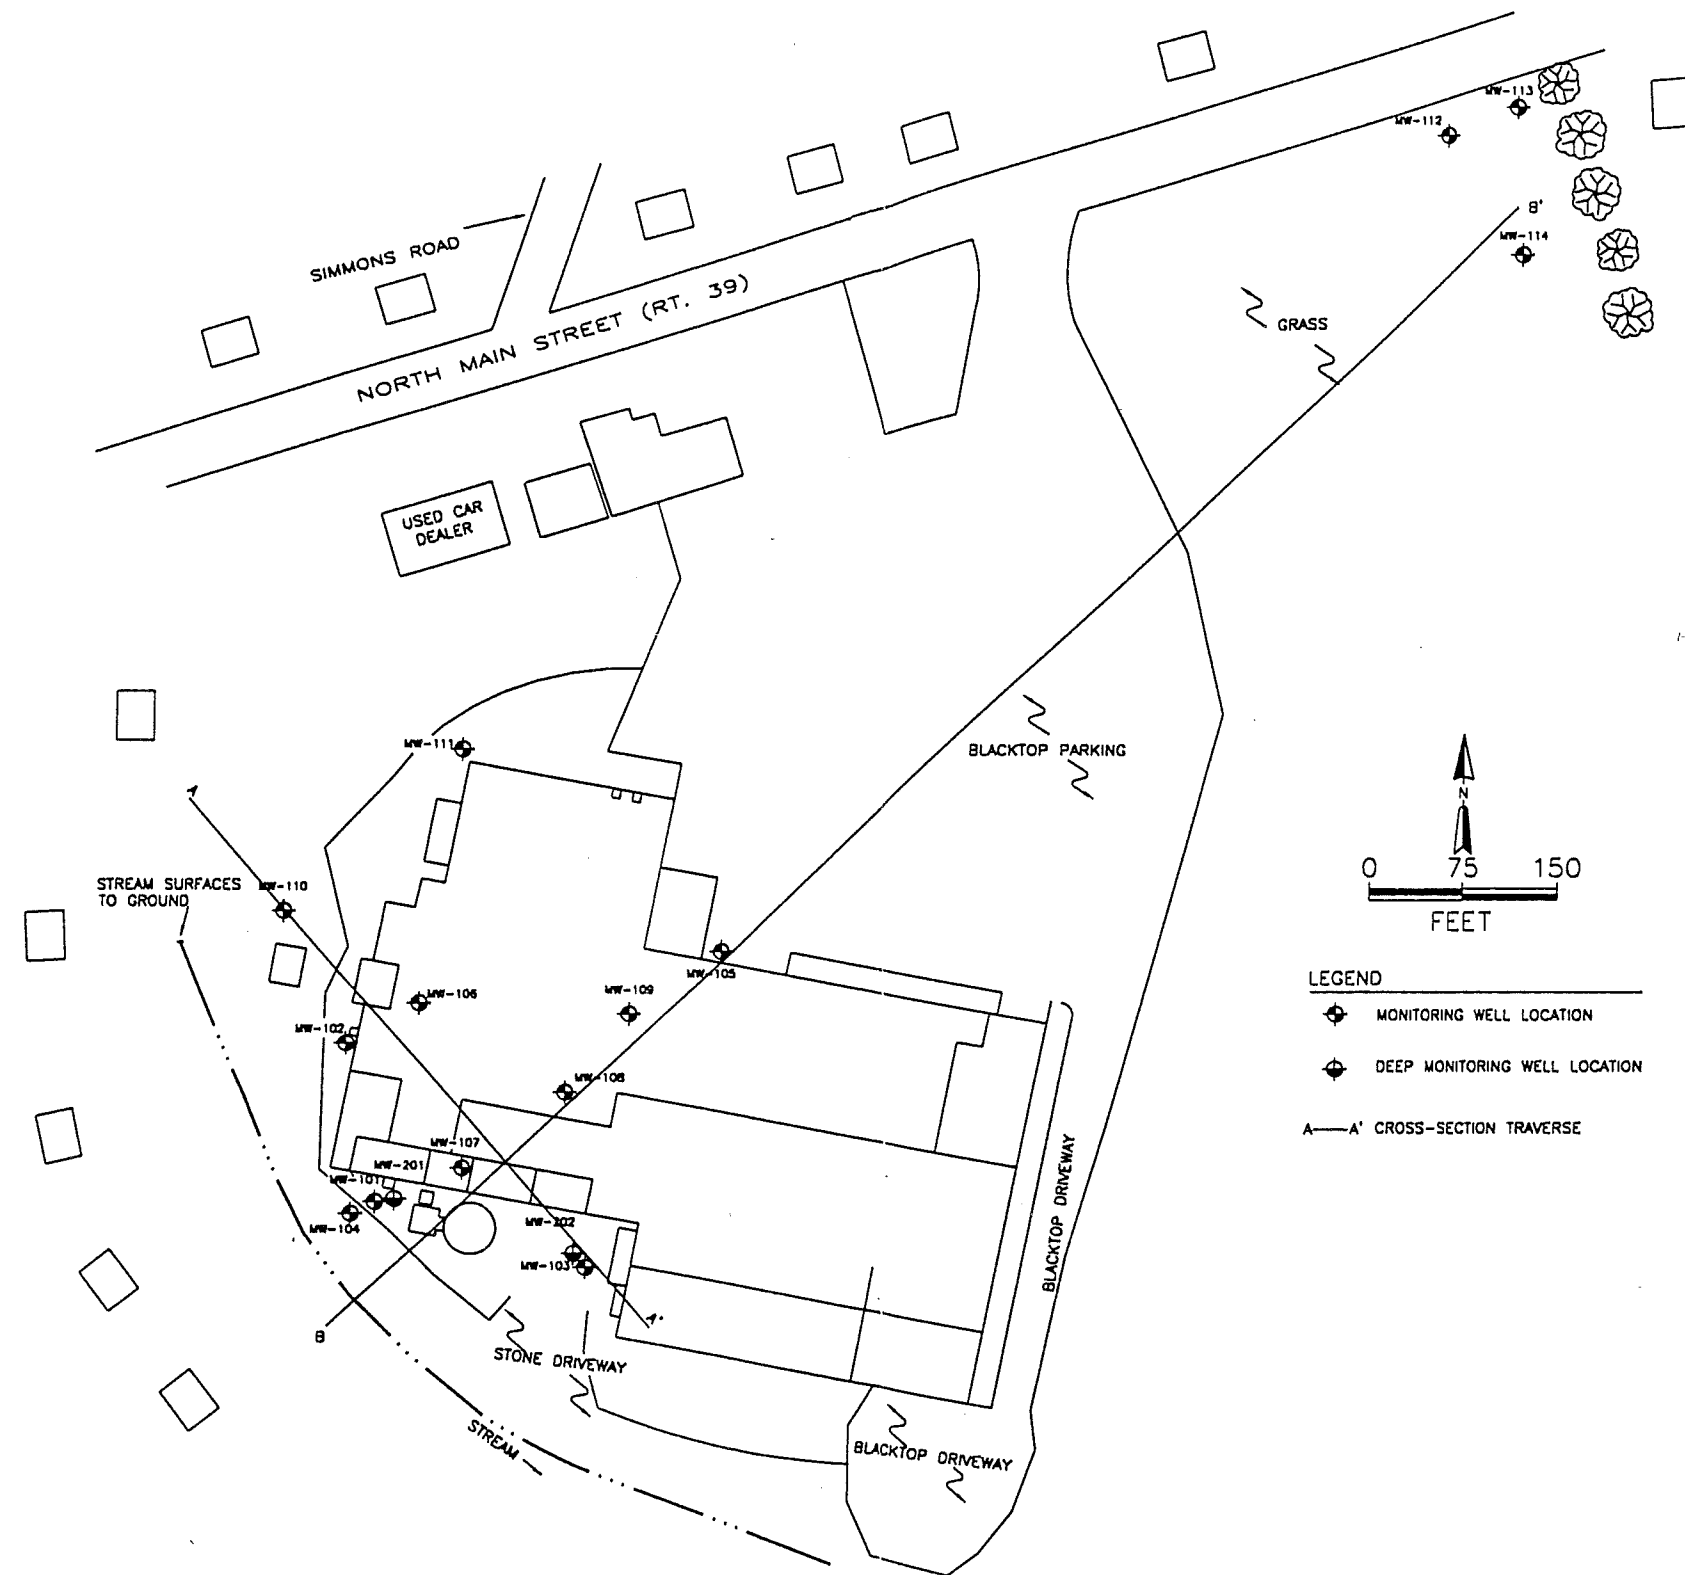 MW-113
MW-112
B'
MW-114
SIMMONS ROAD
NORTH MAIN STREET (RT. 39)
GRASS
USED CAR
DEALER
BLACKTOP PARKING
MW-111
A
N
0 75 150
FEET
STREAM SURFACES
TO GROUND
MW-110
MW-105
MW-106
MW-109
MW-102
LEGEND
MONITORING WELL LOCATION
DEEP MONITORING WELL LOCATION
A—A' CROSS-SECTION TRAVERSE
MW-108
MW-107
MW-201
MW-101
MW-104
MW-202
MW-103
BLACKTOP DRIVEWAY
B
A'
STONE DRIVEWAY
STREAM
BLACKTOP DRIVEWAY